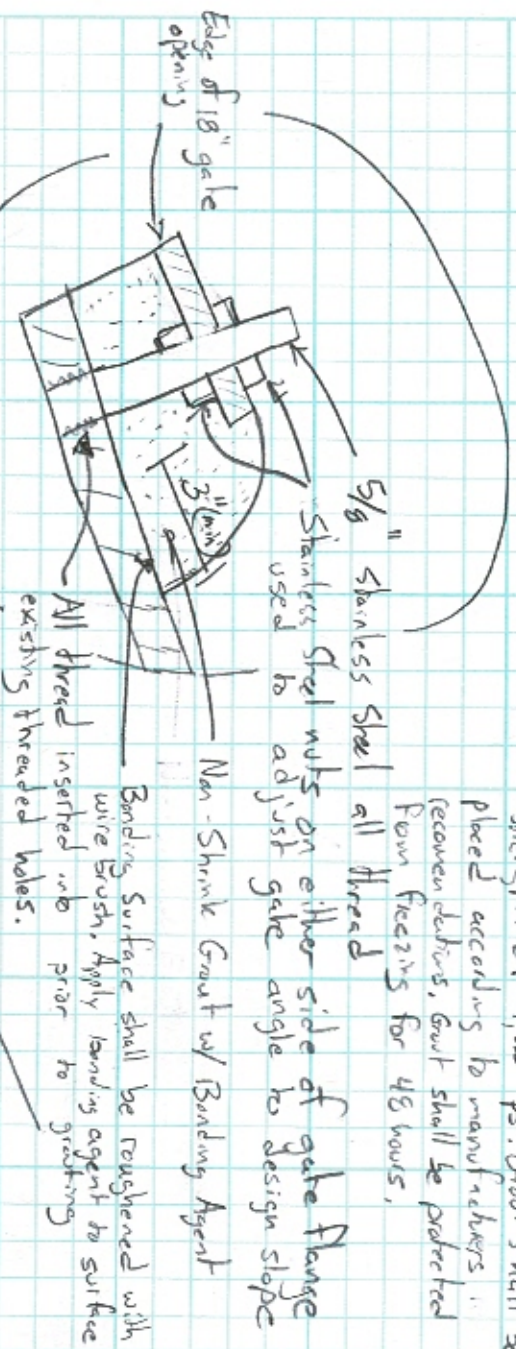 placed according to manufacturers
recomendations. Grout shall be protected
from freezing for 48 hours.
5/8" Stainless Steel all thread
Stainless Steel nuts on either side of gate flange
used to adjust gate angle to design slope
Non-Shrink Grout w/ Bonding Agent
Bonding Surface shall be roughened with
wire brush. Apply bonding agent to surface
prior to grouting
All thread inserted into
existing threaded holes.
3" (min)
Edge of 18" gate
opening